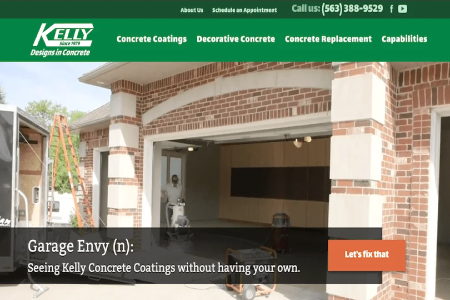 About Us
Schedule an Appointment
Call us: (563) 388-9529
KELLY
Since 1979
Designs in Concrete
Concrete Coatings
Decorative Concrete
Concrete Replacement
Capabilities
Garage Envy (n):
Seeing Kelly Concrete Coatings without having your own.
Let's fix that